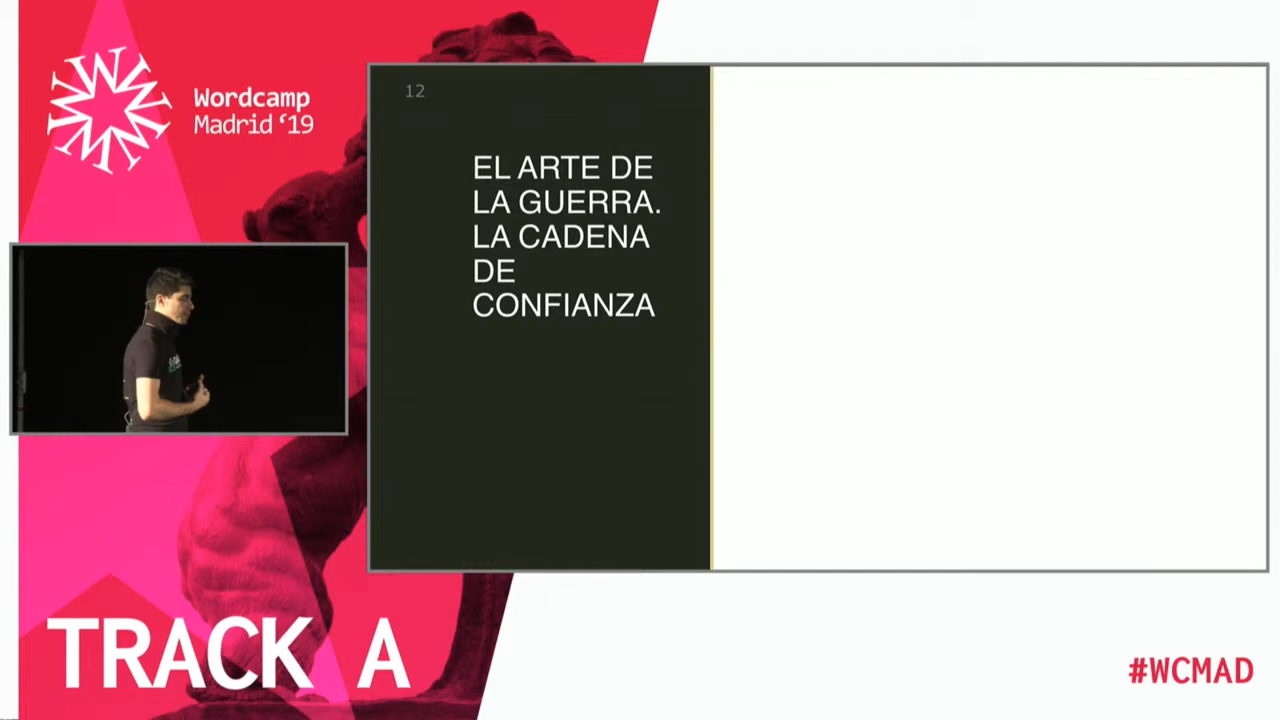 Wordcamp
Madrid ‘19
12
EL ARTE DE
LA GUERRA.
LA CADENA
DE
CONFIANZA
TRACK A
#WCMAD